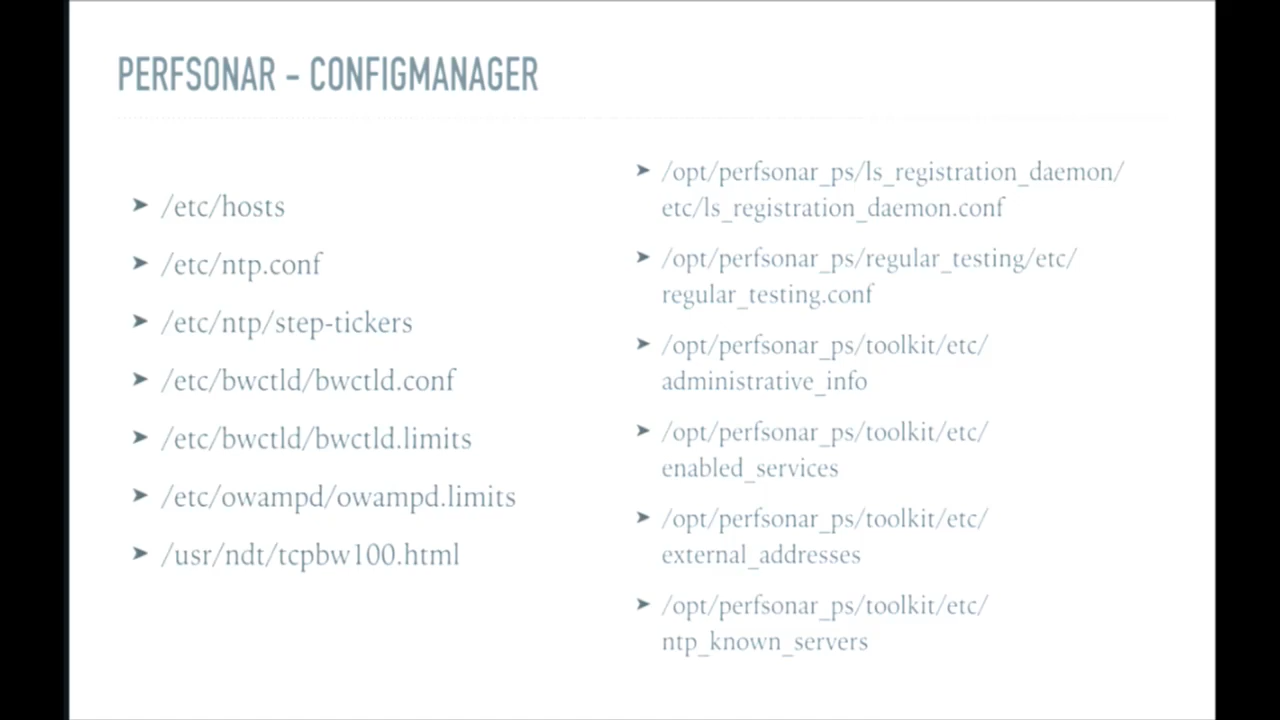 PERFSONAR – CONFIGMANAGER
➤ /etc/hosts
➤ /etc/ntp.conf
➤ /etc/ntp/step-tickers
➤ /etc/bwctld/bwctld.conf
➤ /etc/bwctld/bwctld.limits
➤ /etc/owampd/owampd.limits
➤ /usr/ndt/tcpbw100.html
➤ /opt/perfsonar_ps/ls_registration_daemon/
etc/ls_registration_daemon.conf
➤ /opt/perfsonar_ps/regular_testing/etc/
regular_testing.conf
➤ /opt/perfsonar_ps/toolkit/etc/
administrative_info
➤ /opt/perfsonar_ps/toolkit/etc/
enabled_services
➤ /opt/perfsonar_ps/toolkit/etc/
external_addresses
➤ /opt/perfsonar_ps/toolkit/etc/
ntp_known_servers